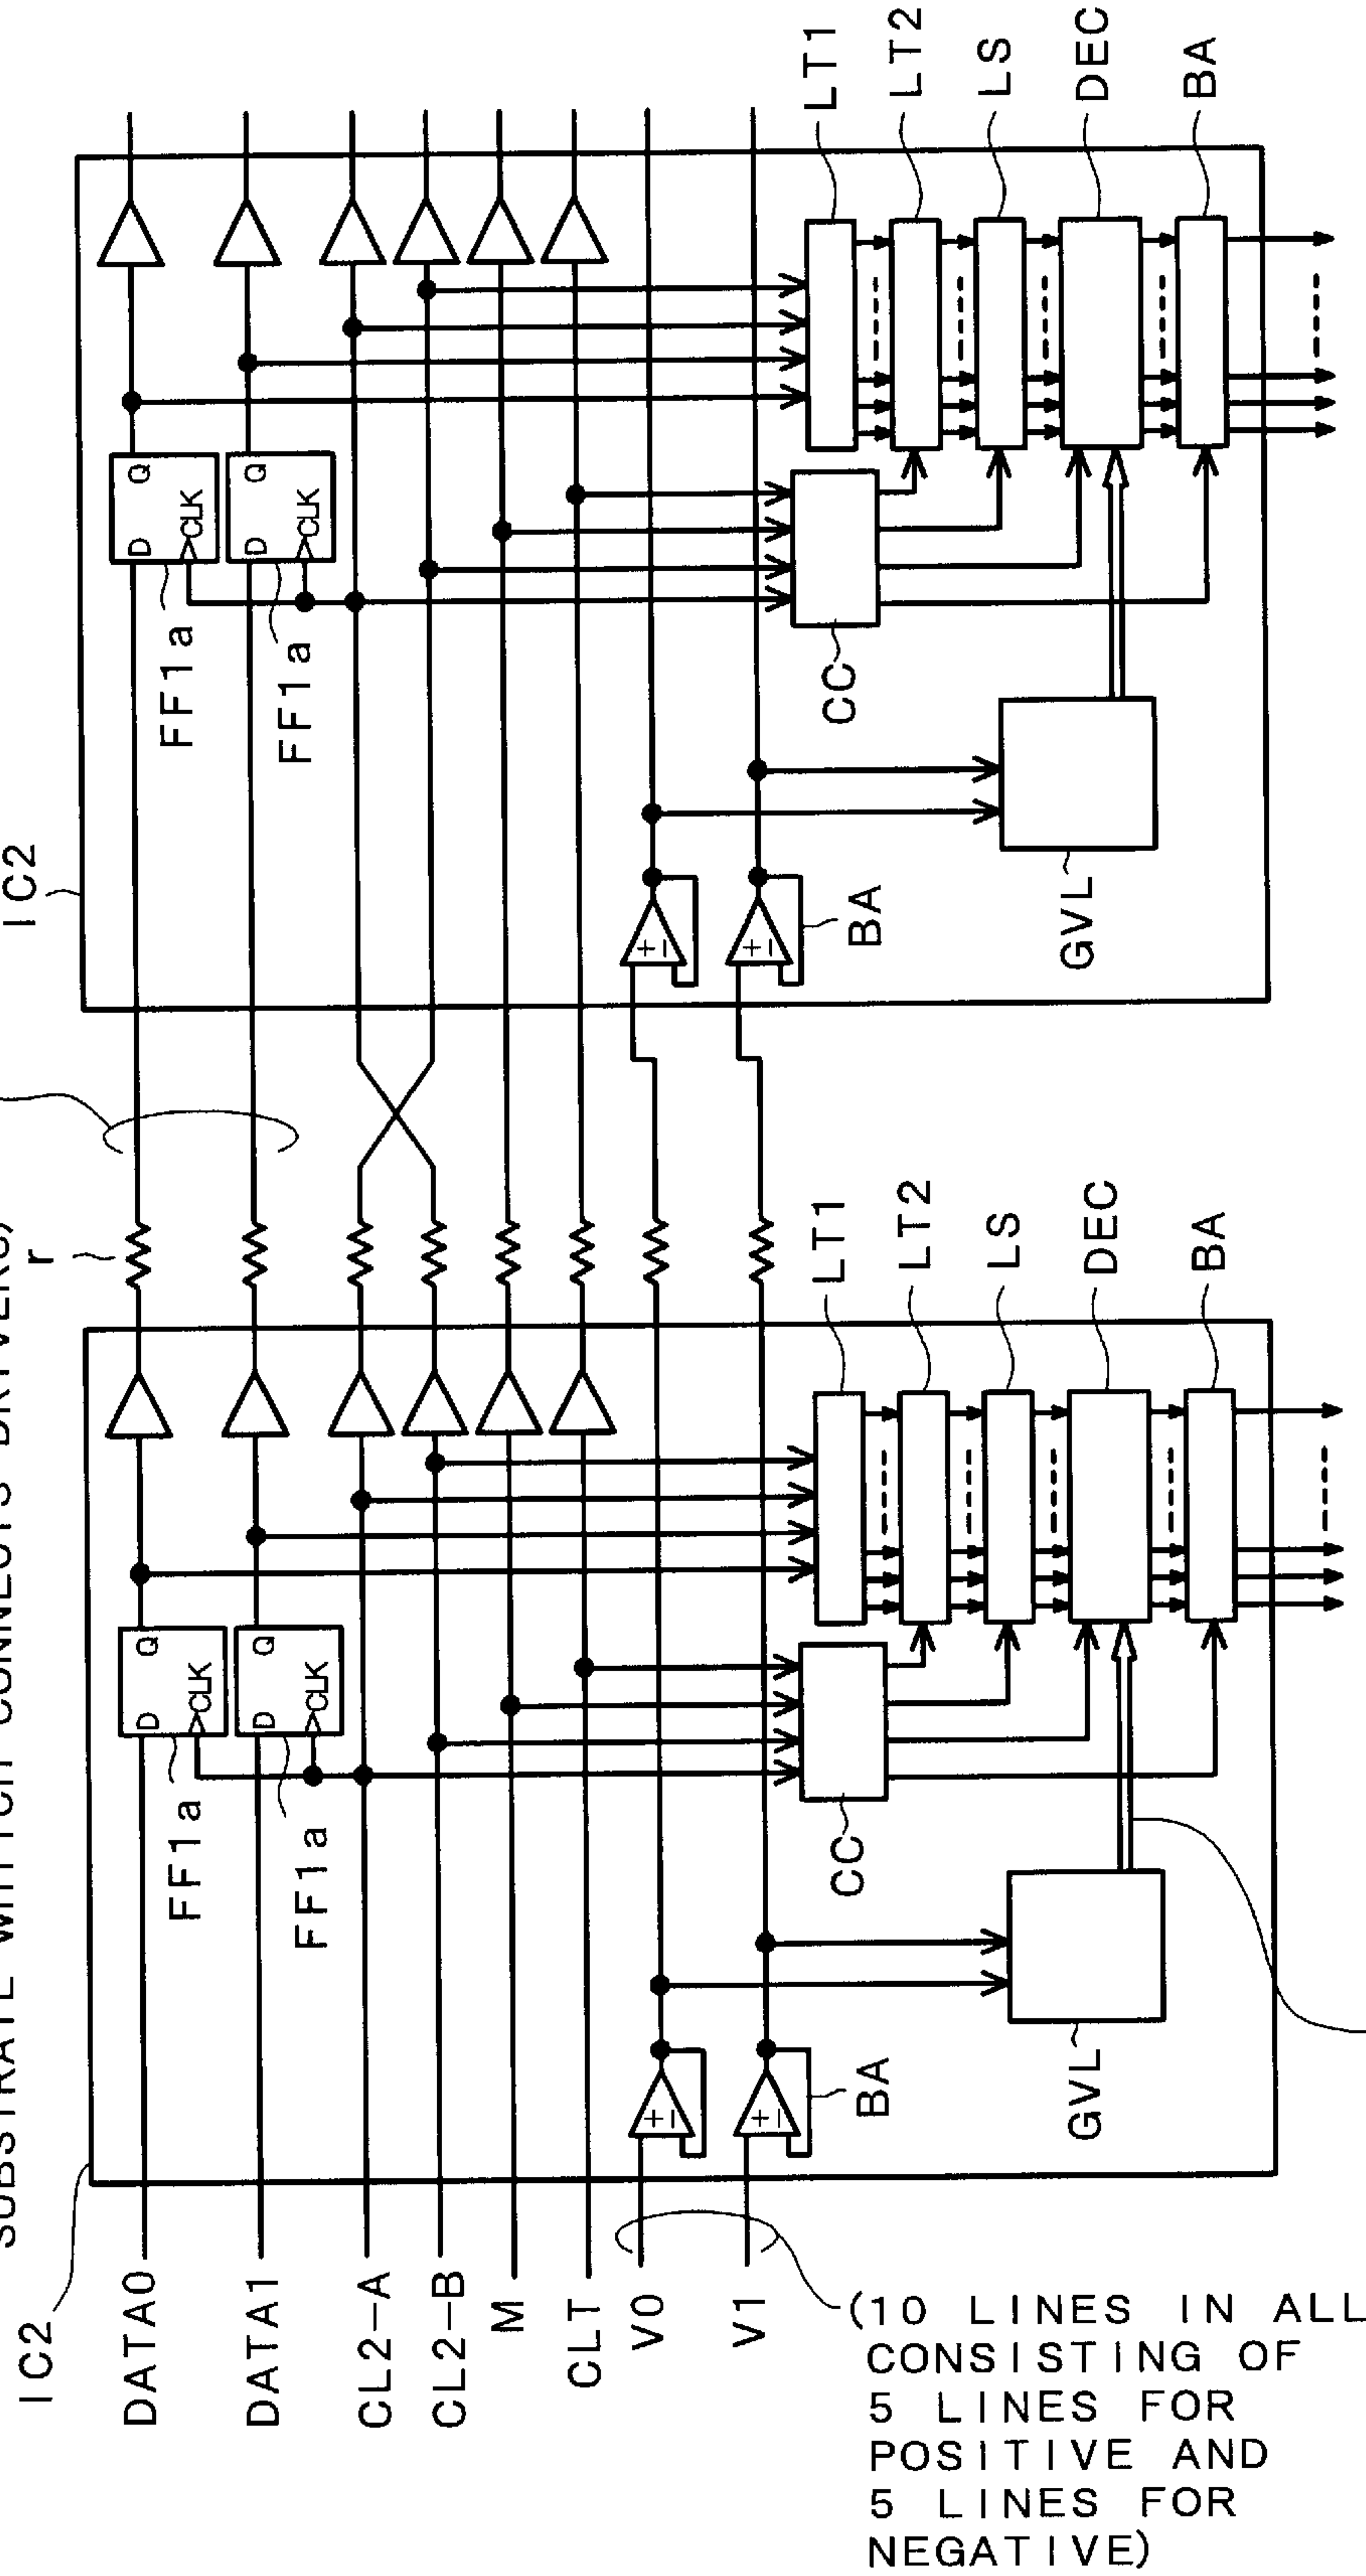 SUBSTRATE WHICH CONNECTS DRIVERS)
r
IC2
IC2
DATA0
DATA1
CL2-A
CL2-B
M
CLT
V0
V1
D
Q
CLK
FF1a
D
Q
CLK
FF1a
+
-
+
-
BA
GVL
CC
LT1
LT2
LS
DEC
BA
D
Q
CLK
FF1a
D
Q
CLK
FF1a
+
-
+
-
BA
GVL
CC
LT1
LT2
LS
DEC
BA
(10 LINES IN ALL
CONSISTING OF
5 LINES FOR
POSITIVE AND
5 LINES FOR
NEGATIVE)